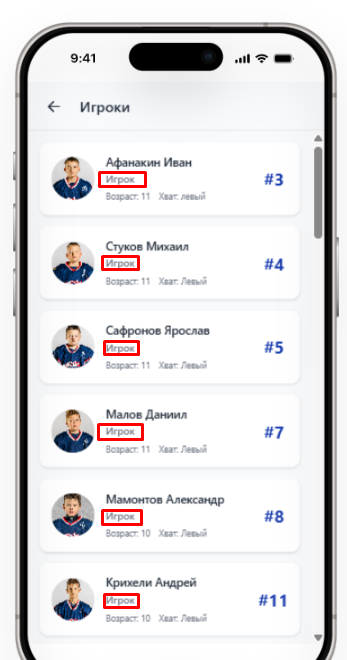 9:41
Игроки
Афанакин Иван
Игрок
#3
Возраст: 11 Хват: левый
Стуков Михаил
Игрок
#4
Возраст: 11 Хват: Левый
Сафронов Ярослав
Игрок
#5
Возраст: 11 Хват: Левый
Малов Даниил
Игрок
#7
Возраст: 11 Хват: Левый
Мамонтов Александр
Игрок
#8
Возраст: 10 Хват: Левый
Крихели Андрей
Игрок
#11
Возраст: 10 Хват: Левый